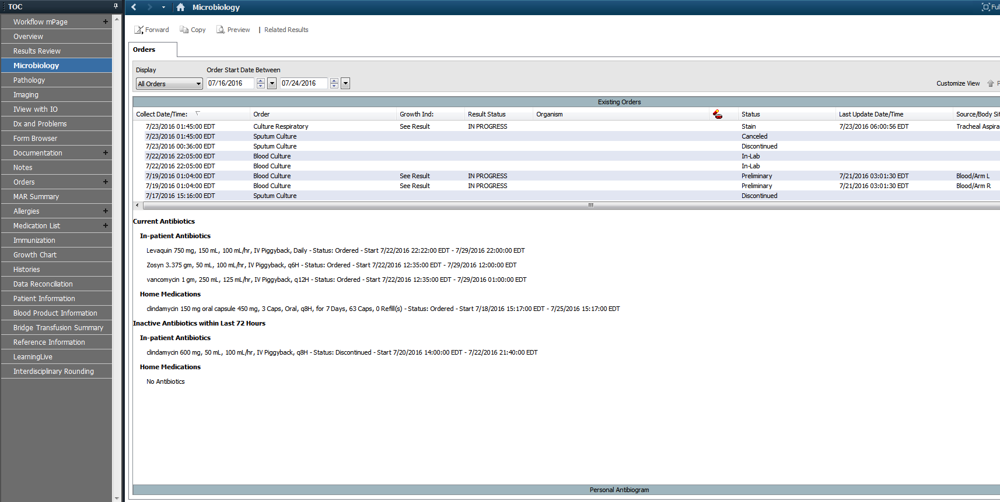 TOC
Workflow mPage +
Overview
Results Review
Microbiology
Pathology
Imaging
IView with IO
Dx and Problems
Form Browser
Documentation +
Notes
Orders +
MAR Summary
Allergies +
Medication List +
Immunization
Growth Chart
Histories
Data Reconciliation
Patient Information
Blood Product Information
Bridge Transfusion Summary
Reference Information
LearningLive
Interdisciplinary Rounding
Microbiology
Ful
Forward Copy Preview | Related Results
Orders
Display Order Start Date Between
All Orders 07/16/2016 07/24/2016
Customize View P
Existing Orders
Collect Date/Time: Order Growth Ind: Result Status Organism Status Last Update Date/Time Source/Body Sit
7/23/2016 01:45:00 EDT Culture Respiratory See Result IN PROGRESS Stain 7/23/2016 06:00:56 EDT Tracheal Aspira
7/23/2016 01:45:00 EDT Sputum Culture Canceled
7/23/2016 00:36:00 EDT Sputum Culture Discontinued
7/22/2016 22:05:00 EDT Blood Culture In-Lab
7/22/2016 22:05:00 EDT Blood Culture In-Lab
7/19/2016 01:04:00 EDT Blood Culture See Result IN PROGRESS Preliminary 7/21/2016 03:01:30 EDT Blood/Arm L
7/19/2016 01:04:00 EDT Blood Culture See Result IN PROGRESS Preliminary 7/21/2016 03:01:30 EDT Blood/Arm R
7/17/2016 15:16:00 EDT Sputum Culture Discontinued
Current Antibiotics
In-patient Antibiotics
Levaquin 750 mg, 150 mL, 100 mL/hr, IV Piggyback, Daily - Status: Ordered - Start 7/22/2016 22:22:00 EDT - 7/29/2016 22:00:00 EDT
Zosyn 3.375 gm, 50 mL, 100 mL/hr, IV Piggyback, q6H - Status: Ordered - Start 7/22/2016 12:35:00 EDT - 7/29/2016 12:00:00 EDT
vancomycin 1 gm, 250 mL, 125 mL/hr, IV Piggyback, q12H - Status: Ordered - Start 7/22/2016 12:35:00 EDT - 7/29/2016 01:00:00 EDT
Home Medications
clindamycin 150 mg oral capsule 450 mg, 3 Caps, Oral, q8H, for 7 Days, 63 Caps, 0 Refill(s) - Status: Ordered - Start 7/18/2016 15:17:00 EDT - 7/25/2016 15:17:00 EDT
Inactive Antibiotics within Last 72 Hours
In-patient Antibiotics
clindamycin 600 mg, 50 mL, 100 mL/hr, IV Piggyback, q8H - Status: Discontinued - Start 7/20/2016 14:00:00 EDT - 7/22/2016 21:40:00 EDT
Home Medications
No Antibiotics
Personal Antibiogram